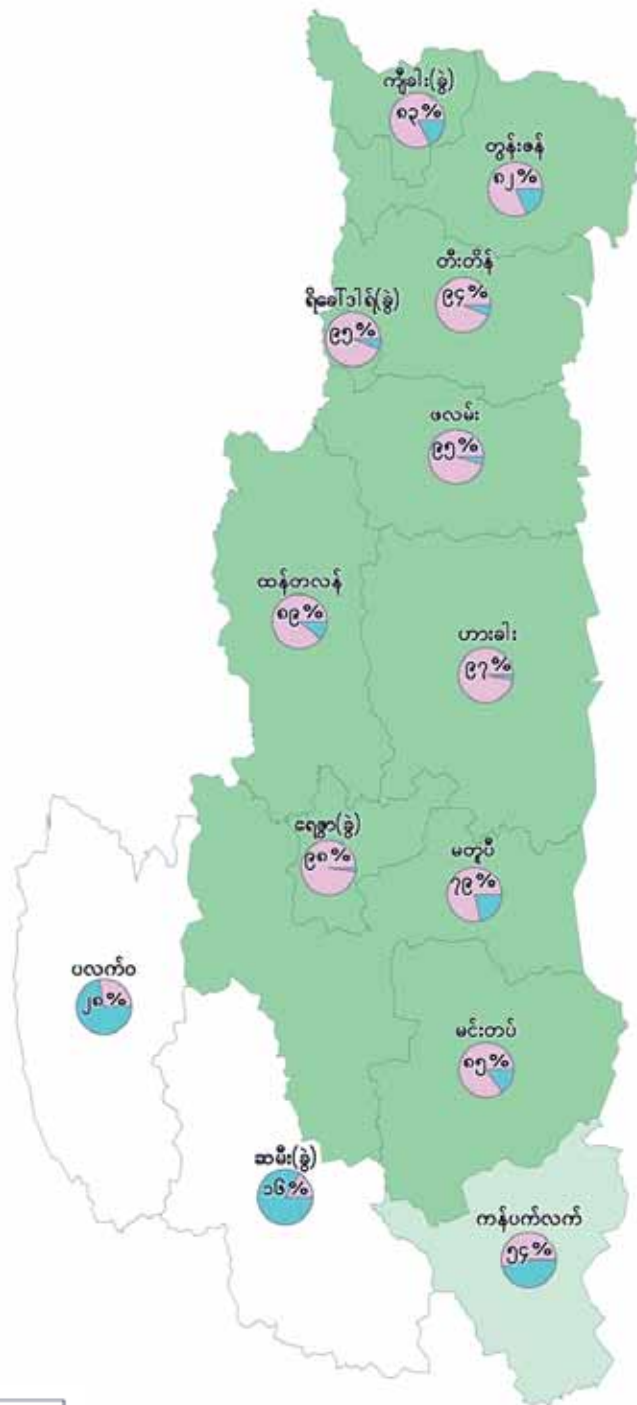 ကျီခါး(ခွဲ)
၈၃%
တွန်းဇန်
၈၂%
တီးတိန်
၉၄%
ရိခေါ်ဒါရ်(ခွဲ)
၉၅%
ဖလမ်း
၉၅%
ထန်တလန်
၈၉%
ဟားခါး
၉၇%
ရေဇွာ(ခွဲ)
၉၈%
မတူပီ
၇၉%
ပလက်ဝ
၂၈%
မင်းတပ်
၈၅%
ဆမီး(ခွဲ)
၁၆%
ကန်ပက်လက်
၅၄%